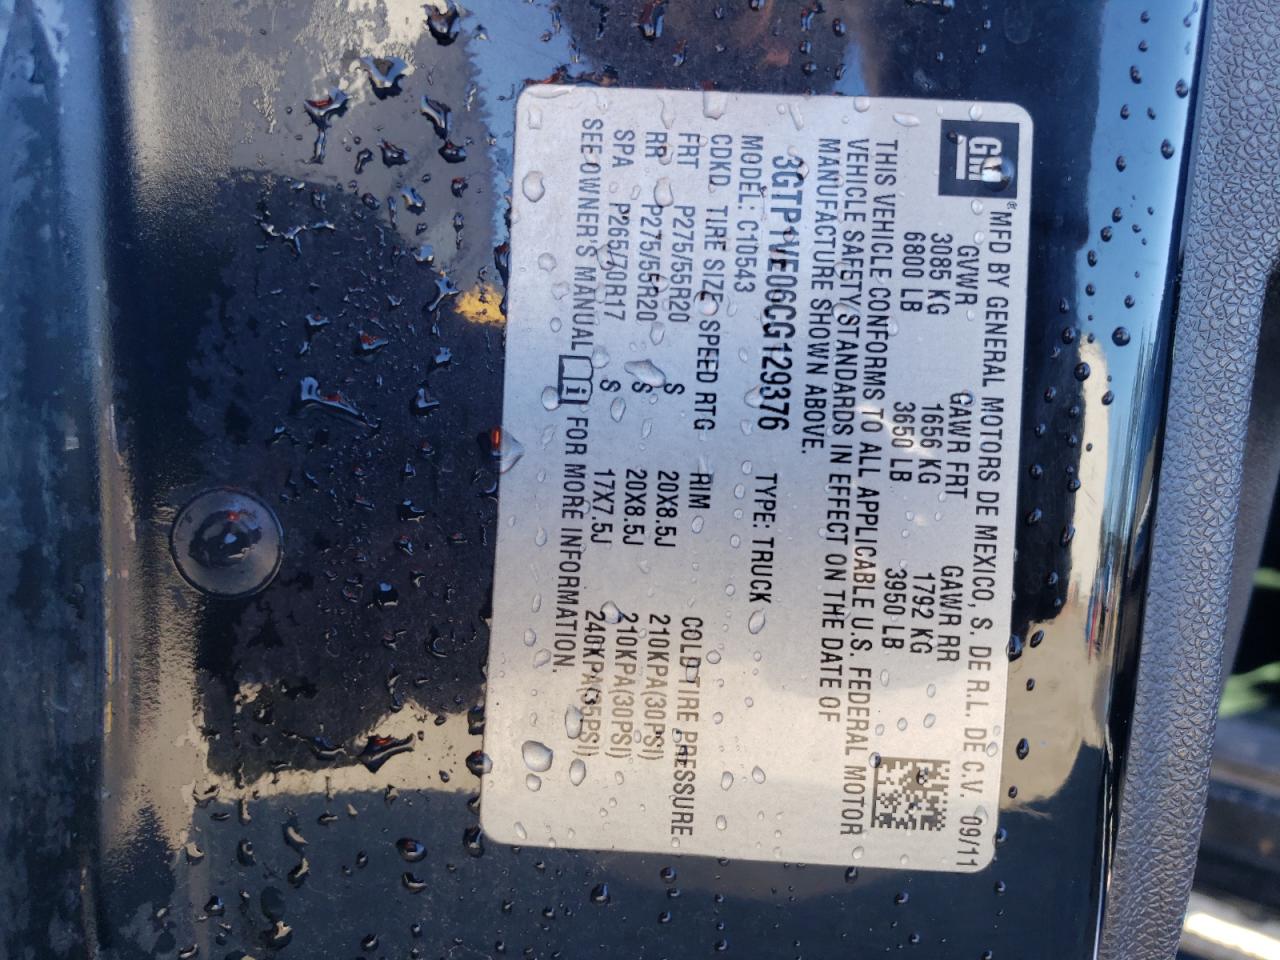 GM
® MFD BY GENERAL MOTORS DE MEXICO, S. DE R.L. DE C.V. 09/11
GVWR GAWR FRT GAWR RR
3085 KG 1656 KG 1792 KG
6800 LB 3650 LB 3950 LB
THIS VEHICLE CONFORMS TO ALL APPLICABLE U.S. FEDERAL MOTOR
VEHICLE SAFETY STANDARDS IN EFFECT ON THE DATE OF
MANUFACTURE SHOWN ABOVE.
3GTP1VE06CG129376 TYPE: TRUCK
MODEL: C10543
CDKD TIRE SIZE SPEED RTG RIM COLD TIRE PRESSURE
FRT P275/55R20 S 20X8.5J 210KPA(30PSI)
RR P275/55R20 S 20X8.5J 210KPA(30PSI)
SPA P265/70R17 S 17X7.5J 240KPA(35PSI)
SEE OWNER'S MANUAL i FOR MORE INFORMATION.